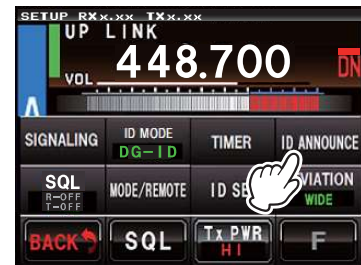 SETUP RXx.xx TXx.xx
UP LINK
VOL 448.700 DN
SIGNALING ID MODE TIMER ID ANNOUNCE
DG-ID
SQL MODE/REMOTE ID SE VIATION
R-OFF WIDE
T-OFF
BACK SQL Tx PWR F
HI